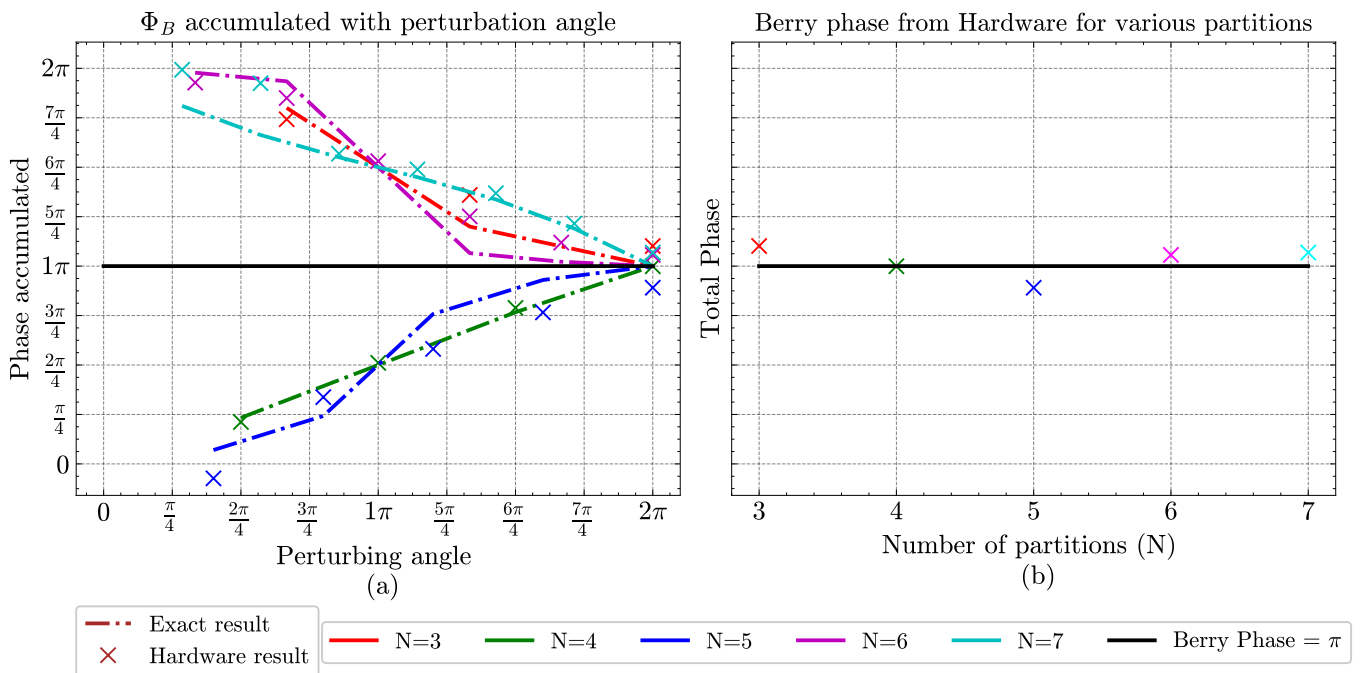 Φ_B accumulated with perturbation angle
Phase accumulated
2π
7π/4
6π/4
5π/4
1π
3π/4
2π/4
π/4
0
0 π/4 2π/4 3π/4 1π 5π/4 6π/4 7π/4 2π
Perturbing angle
(a)
Berry phase from Hardware for various partitions
Total Phase
3 4 5 6 7
Number of partitions (N)
(b)
Exact result
Hardware result
N=3 N=4 N=5 N=6 N=7 Berry Phase = π